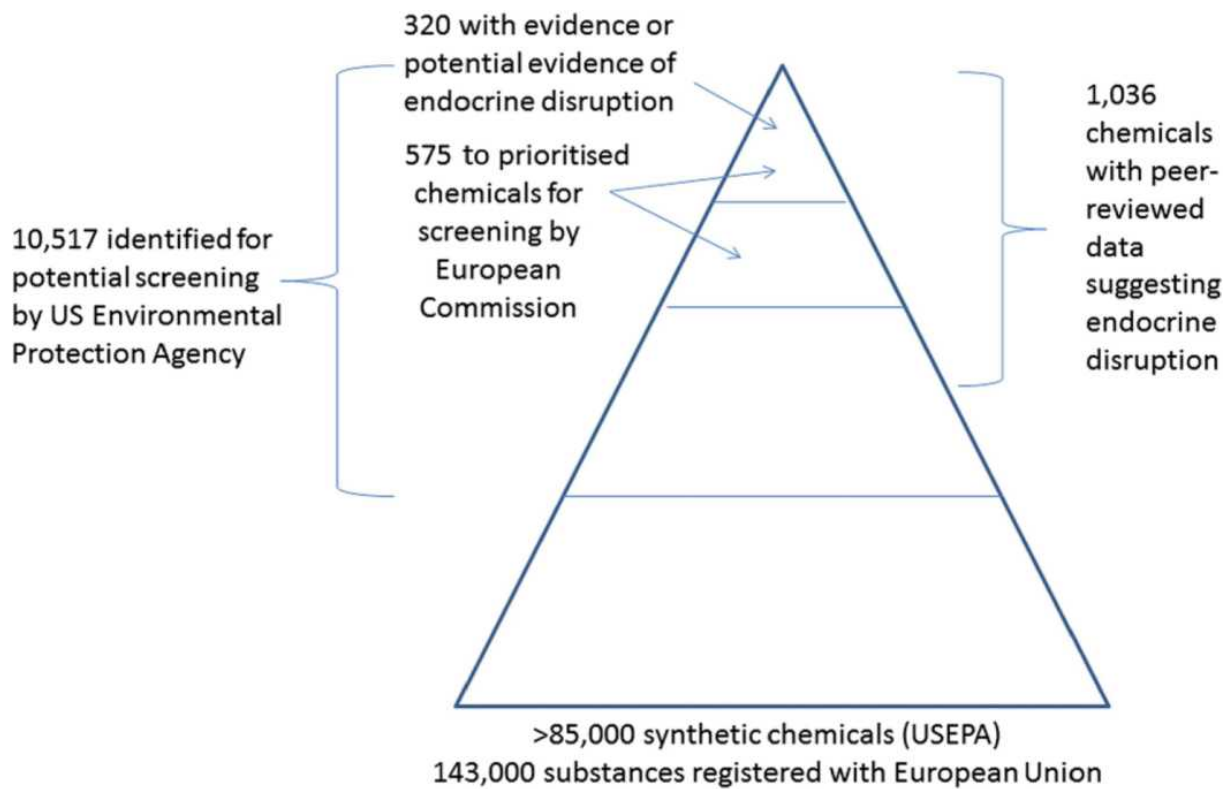 320 with evidence or
potential evidence of
endocrine disruption
575 to prioritised
chemicals for
screening by
European
Commission
10,517 identified for
potential screening
by US Environmental
Protection Agency
1,036
chemicals
with peer-
reviewed
data
suggesting
endocrine
disruption
>85,000 synthetic chemicals (USEPA)
143,000 substances registered with European Union